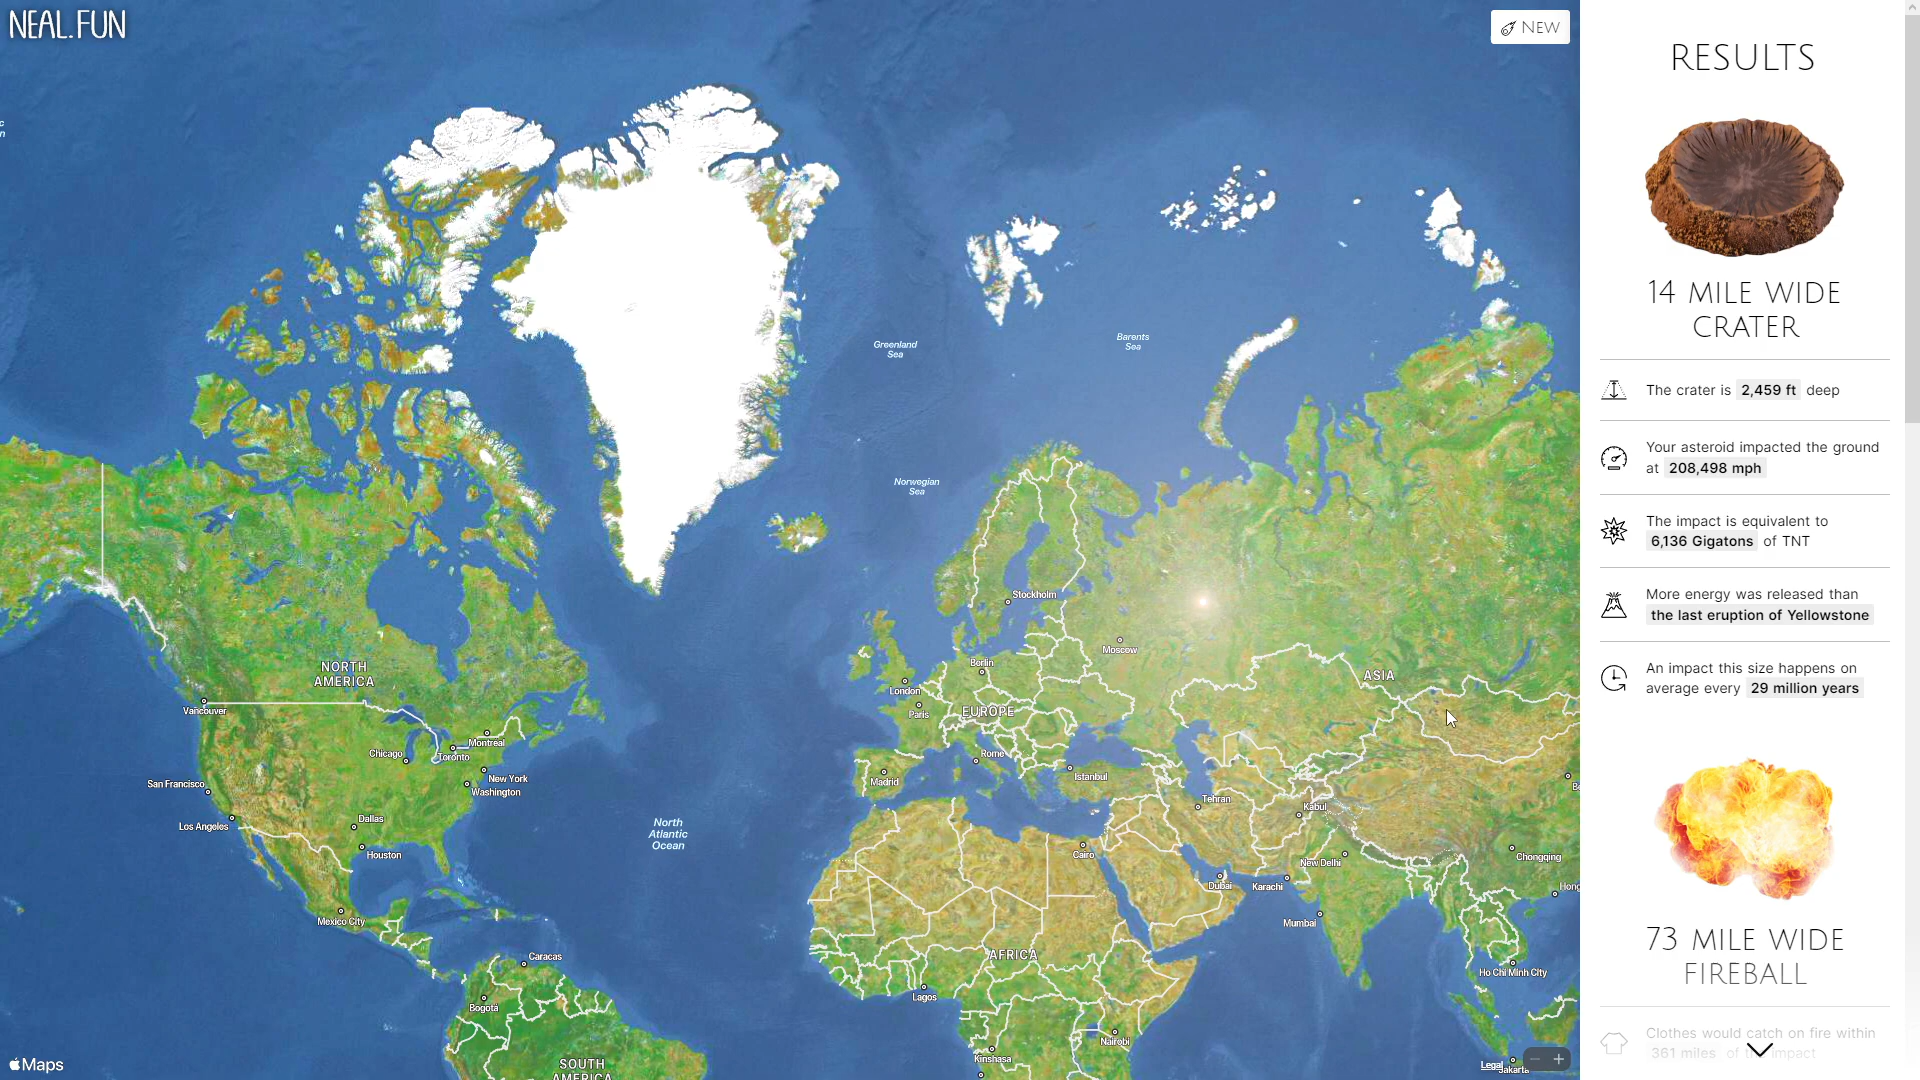 NEAL.FUN
NEW
Greenland
Sea
Barents
Sea
Norwegian
Sea
Stockholm
Moscow
NORTH
AMERICA
Berlin
ASIA
London
Vancouver
Paris
EUROPE
Montreal
Chicago
Toronto
Rome
New York
Istanbul
San Francisco
Madrid
Washington
Tehran
Kabul
Dallas
Los Angeles
North
Atlantic
Ocean
Houston
Cairo
Chongqing
New Delhi
Dubai
Karachi
Hong
Mexico City
Mumbai
Caracas
AFRICA
Ho Chi Minh City
Lagos
Bogotá
Nairobi
Kinshasa
SOUTH
AMERICA
Maps
Legal
Jakarta
RESULTS
14 MILE WIDE
CRATER
The crater is 2,459 ft deep
Your asteroid impacted the ground
at 208,498 mph
The impact is equivalent to
6,136 Gigatons of TNT
More energy was released than
the last eruption of Yellowstone
An impact this size happens on
average every 29 million years
73 MILE WIDE
FIREBALL
Clothes would catch on fire within
361 miles of the impact